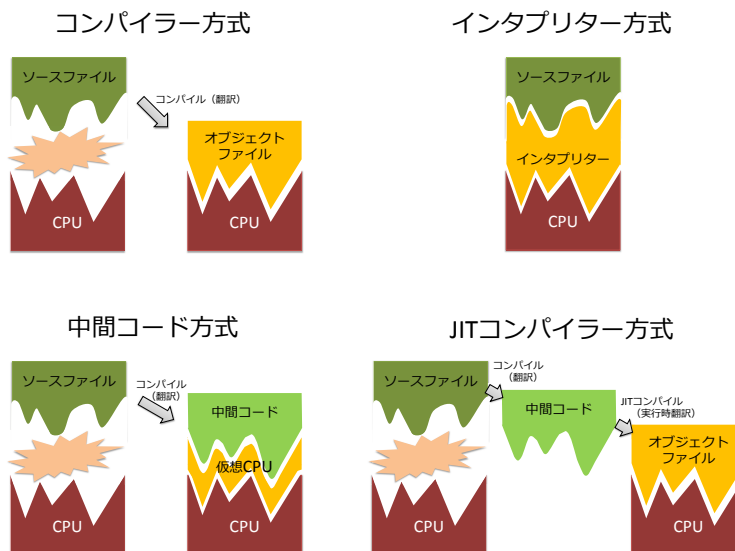 コンパイラー方式
ソースファイル
コンパイル（翻訳）
オブジェクト
ファイル
CPU
CPU
インタプリター方式
ソースファイル
インタプリター
CPU
中間コード方式
ソースファイル
コンパイル
（翻訳）
中間コード
仮想CPU
CPU
CPU
JITコンパイラー方式
ソースファイル
コンパイル
（翻訳）
中間コード
JITコンパイル
（実行時翻訳）
オブジェクト
ファイル
CPU
CPU